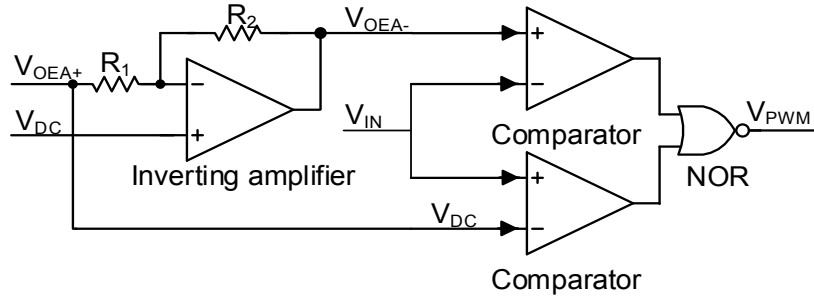 R2
VOEA-
VOEA+
R1
−
+
VDC
Inverting amplifier
VIN
+
−
Comparator
VPWM
NOR
+
−
VDC
Comparator